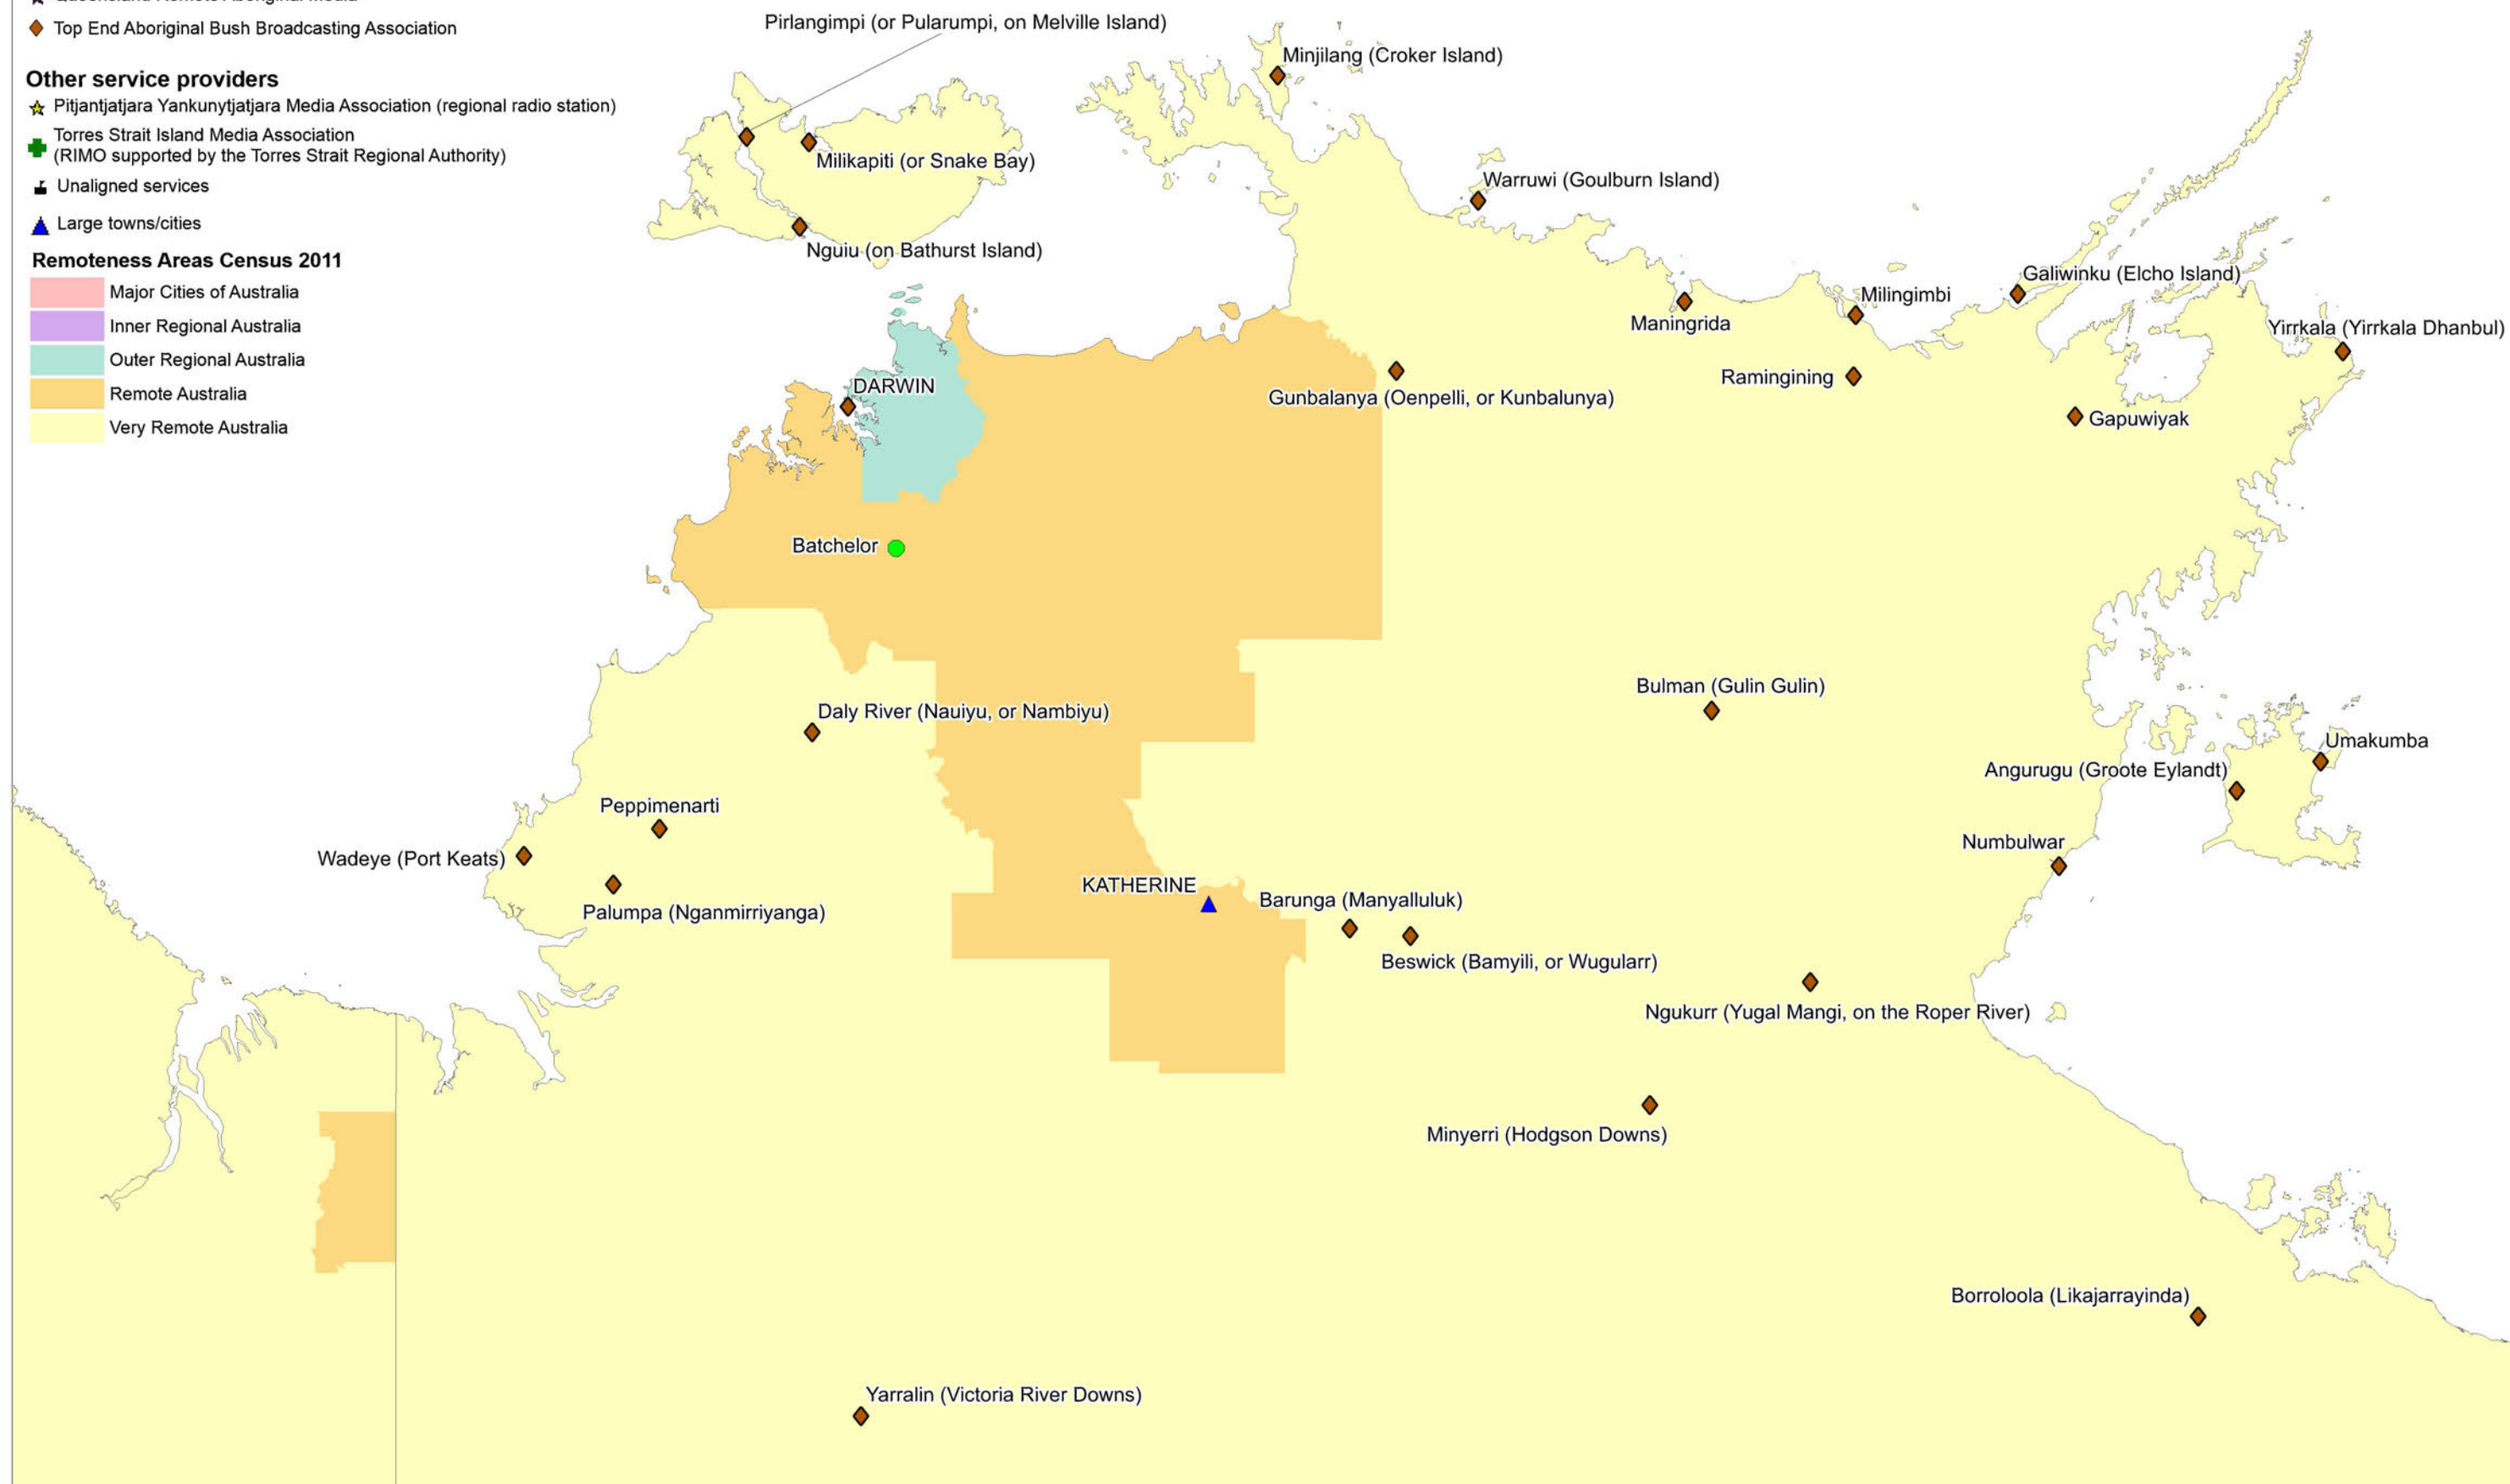 Queensland Remote Aboriginal Media
Top End Aboriginal Bush Broadcasting Association
Other service providers
Pitjantjatjara Yankunytjatjara Media Association (regional radio station)
Torres Strait Island Media Association
(RIMO supported by the Torres Strait Regional Authority)
Unaligned services
Large towns/cities
Remoteness Areas Census 2011
Major Cities of Australia
Inner Regional Australia
Outer Regional Australia
Remote Australia
Very Remote Australia
Pirlangimpi (or Pularumpi, on Melville Island)
Minjilang (Croker Island)
Milikapiti (or Snake Bay)
Warruwi (Goulburn Island)
Nguiu (on Bathurst Island)
Galiwinku (Elcho Island)
Milingimbi
Maningrida
Yirrkala (Yirrkala Dhanbul)
Ramingining
DARWIN
Gunbalanya (Oenpelli, or Kunbalunya)
Gapuwiyak
Batchelor
Bulman (Gulin Gulin)
Daly River (Nauiyu, or Nambiyu)
Umakumba
Angurugu (Groote Eylandt)
Peppimenarti
Numbulwar
Wadeye (Port Keats)
KATHERINE
Barunga (Manyalluluk)
Palumpa (Nganmirriyanga)
Beswick (Bamyili, or Wugularr)
Ngukurr (Yugal Mangi, on the Roper River)
Minyerri (Hodgson Downs)
Borroloola (Likajarrayinda)
Yarralin (Victoria River Downs)